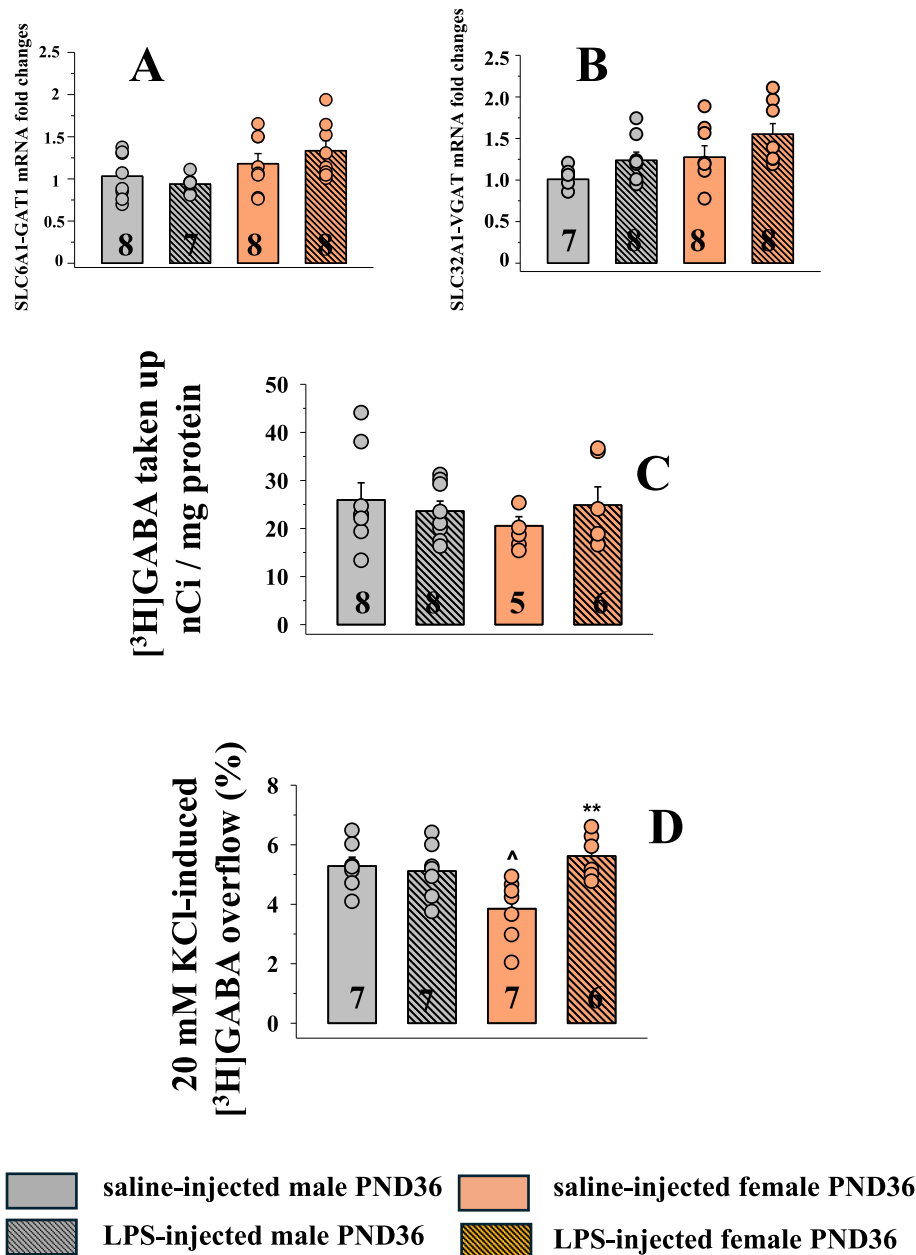 A
SLC6A1-GAT1 mRNA fold changes
2.5
2
1.5
1
0.5
0
8
7
8
8
B
SLC32A1-VGAT mRNA fold changes
2.5
2.0
1.5
1.0
0.5
0.0
7
8
8
8
C
[³H]GABA taken up
nCi / mg protein
50
40
30
20
10
0
8
8
5
6
D
20 mM KCl-induced
[³H]GABA overflow (%)
8
6
4
2
0
^
**
7
7
7
6
saline-injected male PND36
saline-injected female PND36
LPS-injected male PND36
LPS-injected female PND36